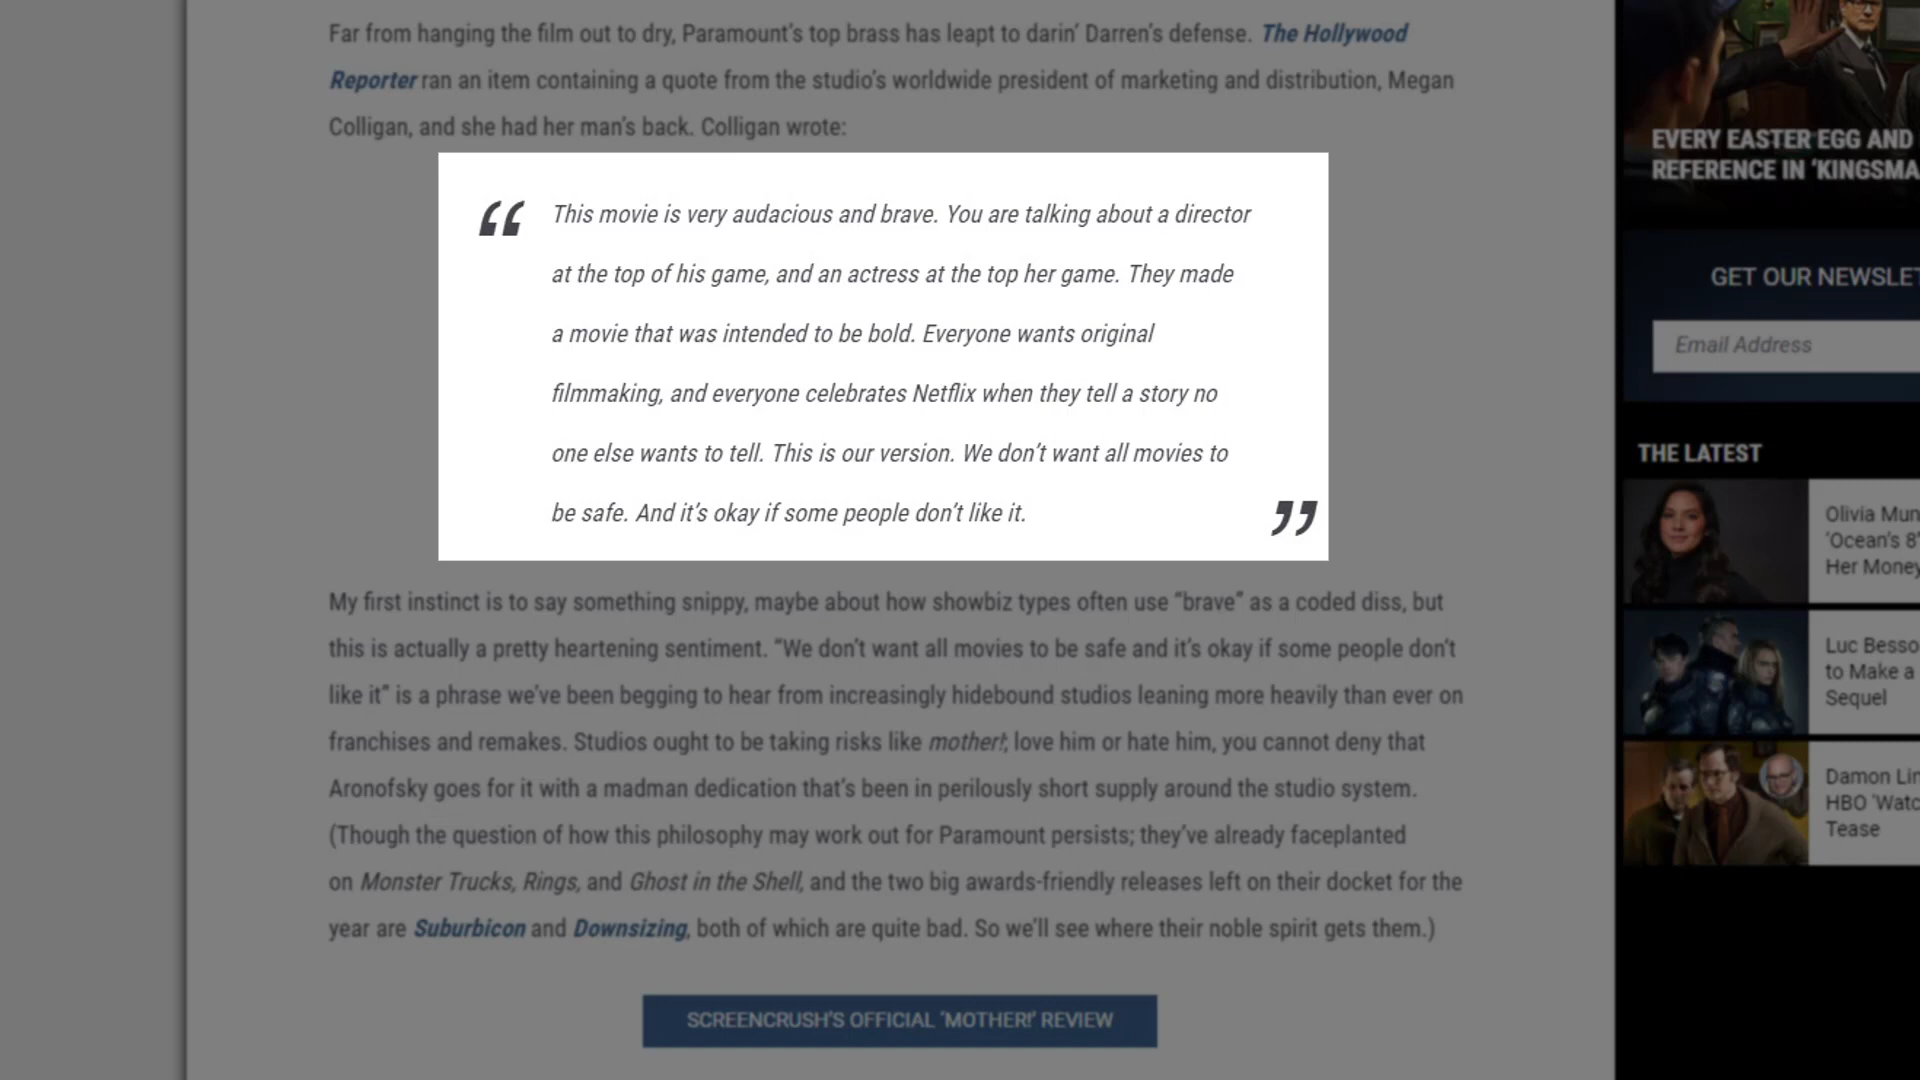 Far from hanging the film out to dry, Paramount’s top brass has leapt to darin’ Darren’s defense. The Hollywood
Reporter ran an item containing a quote from the studio’s worldwide president of marketing and distribution, Megan
Colligan, and she had her man’s back. Colligan wrote:
“ This movie is very audacious and brave. You are talking about a director
at the top of his game, and an actress at the top her game. They made
a movie that was intended to be bold. Everyone wants original
filmmaking, and everyone celebrates Netflix when they tell a story no
one else wants to tell. This is our version. We don’t want all movies to
be safe. And it’s okay if some people don’t like it. ”
My first instinct is to say something snippy, maybe about how showbiz types often use “brave” as a coded diss, but
this is actually a pretty heartening sentiment. “We don’t want all movies to be safe and it’s okay if some people don’t
like it” is a phrase we’ve been begging to hear from increasingly hidebound studios leaning more heavily than ever on
franchises and remakes. Studios ought to be taking risks like mother!; love him or hate him, you cannot deny that
Aronofsky goes for it with a madman dedication that’s been in perilously short supply around the studio system.
(Though the question of how this philosophy may work out for Paramount persists; they’ve already faceplanted
on Monster Trucks, Rings, and Ghost in the Shell, and the two big awards-friendly releases left on their docket for the
year are Suburbicon and Downsizing, both of which are quite bad. So we’ll see where their noble spirit gets them.)
SCREENCRUSH’S OFFICIAL ‘MOTHER!’ REVIEW
EVERY EASTER EGG AND
REFERENCE IN ‘KINGSMA
GET OUR NEWSLET
Email Address
THE LATEST
Olivia Mun
‘Ocean’s 8’
Her Money
Luc Besso
to Make a
Sequel
Damon Lin
HBO ‘Watc
Tease